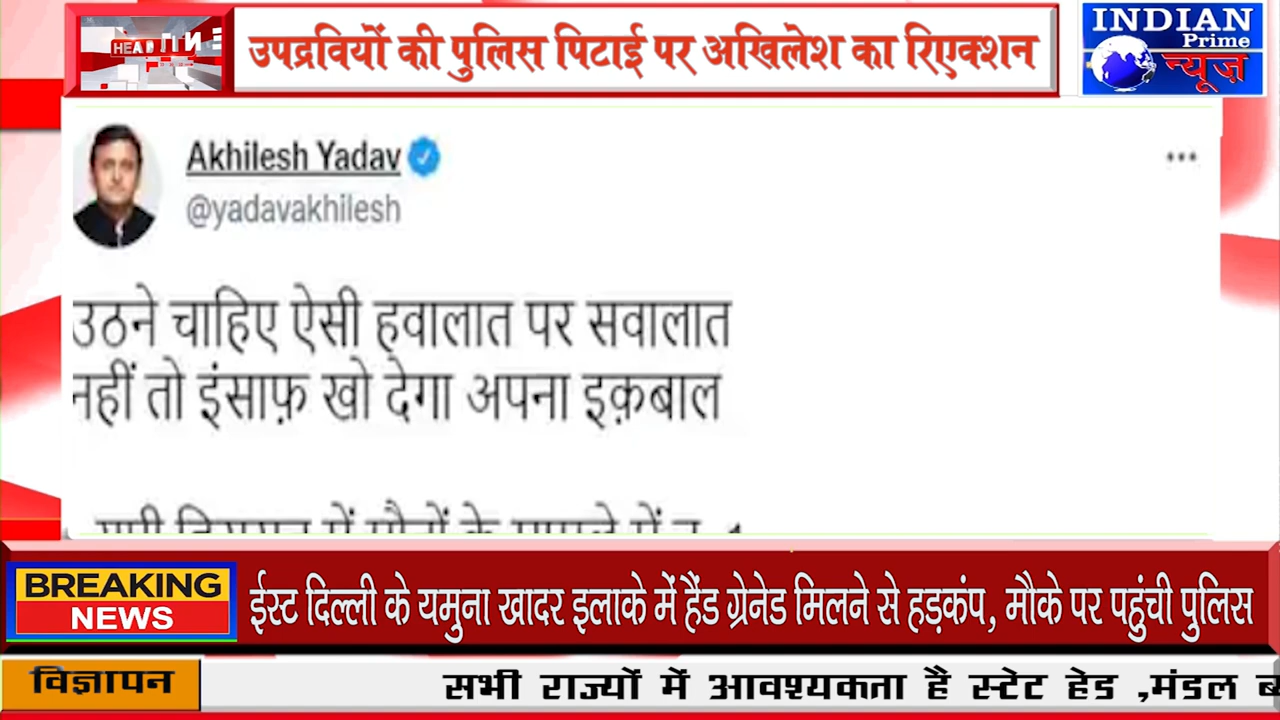 HEADLINE
उपद्रवियों की पुलिस पिटाई पर अखिलेश का रिएक्शन
INDIAN
Prime
न्यूज़
Akhilesh Yadav
@yadavakhilesh
उठने चाहिए ऐसी हवालात पर सवालात
नहीं तो इंसाफ़ खो देगा अपना इक़बाल
BREAKING
NEWS
ईस्ट दिल्ली के यमुना खादर इलाके में हैंड ग्रेनेड मिलने से हड़कंप, मौके पर पहुंची पुलिस
विज्ञापन
सभी राज्यों में आवश्यकता है स्टेट हेड ,मंडल